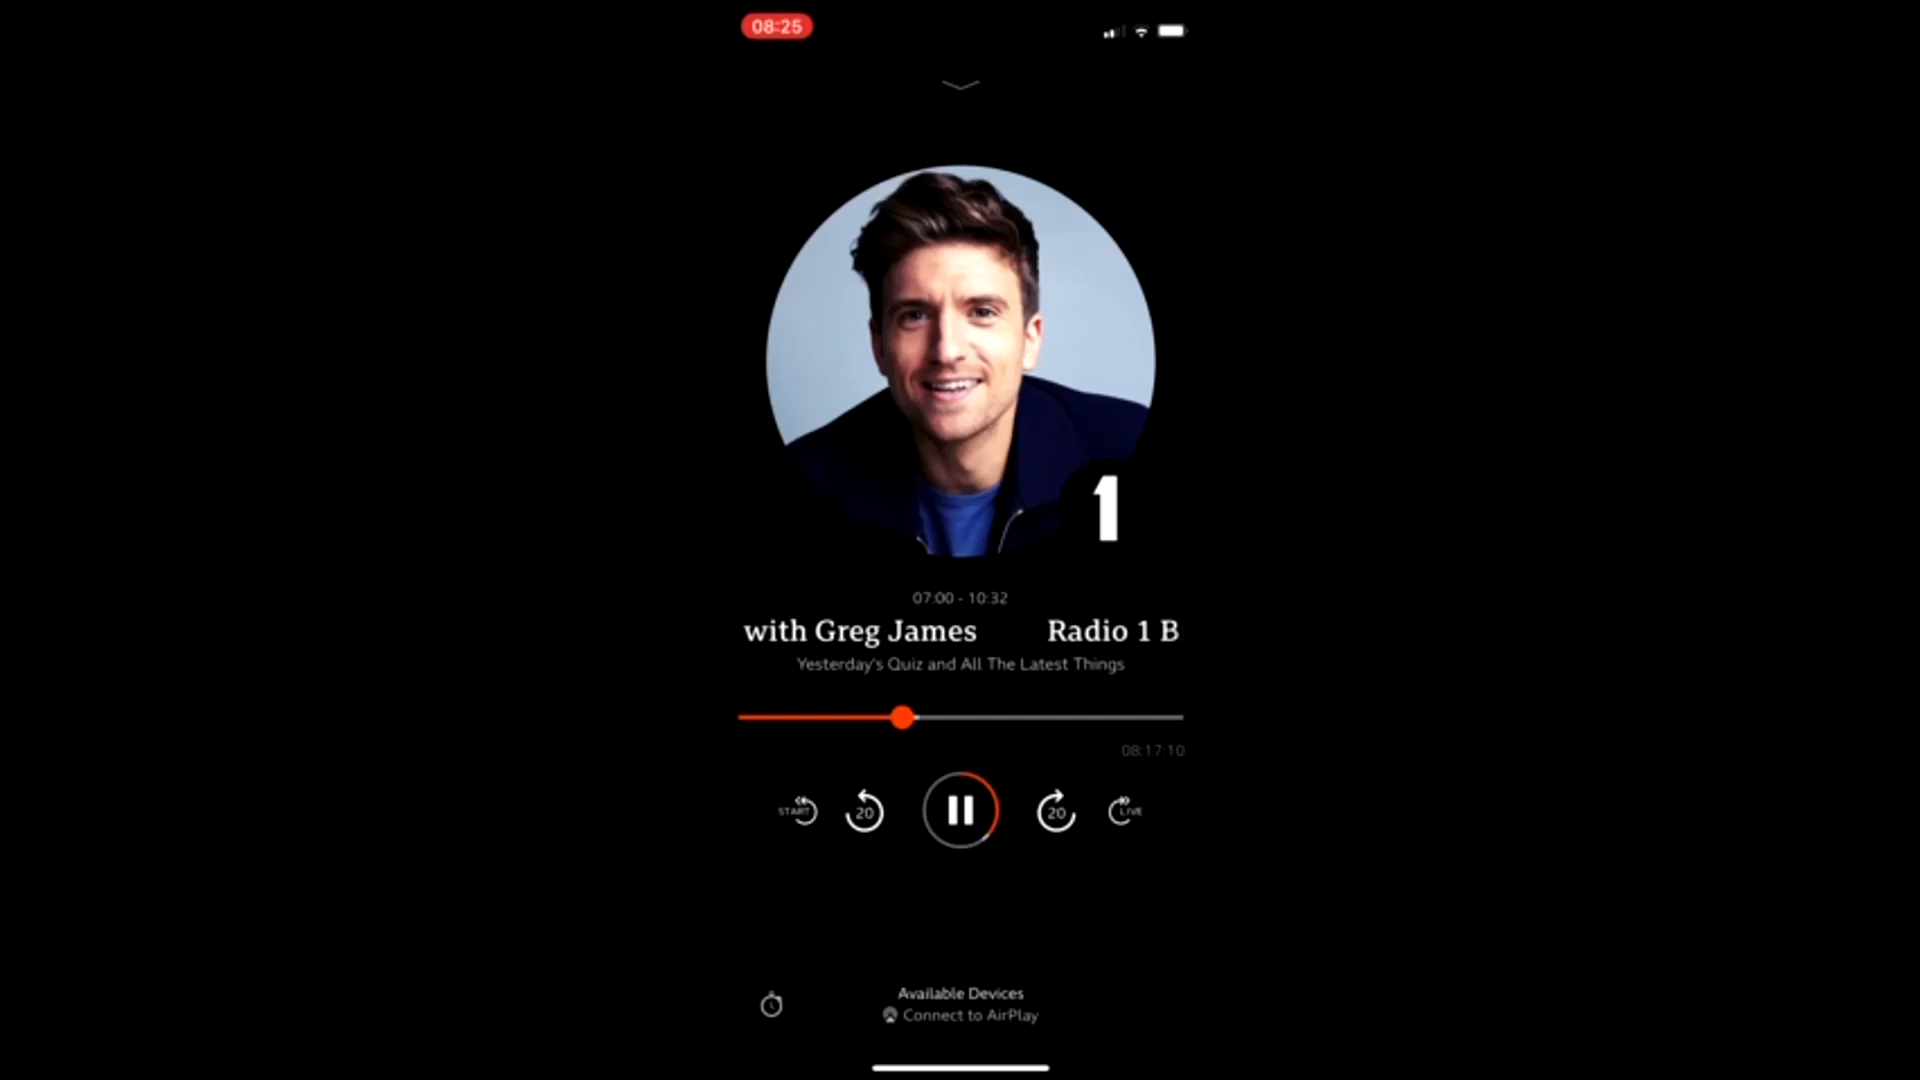 08:25
1
07:00 - 10:32
with Greg James Radio 1 B
Yesterday's Quiz and All The Latest Things
08:17:10
START 20 20 LIVE
Available Devices
Connect to AirPlay